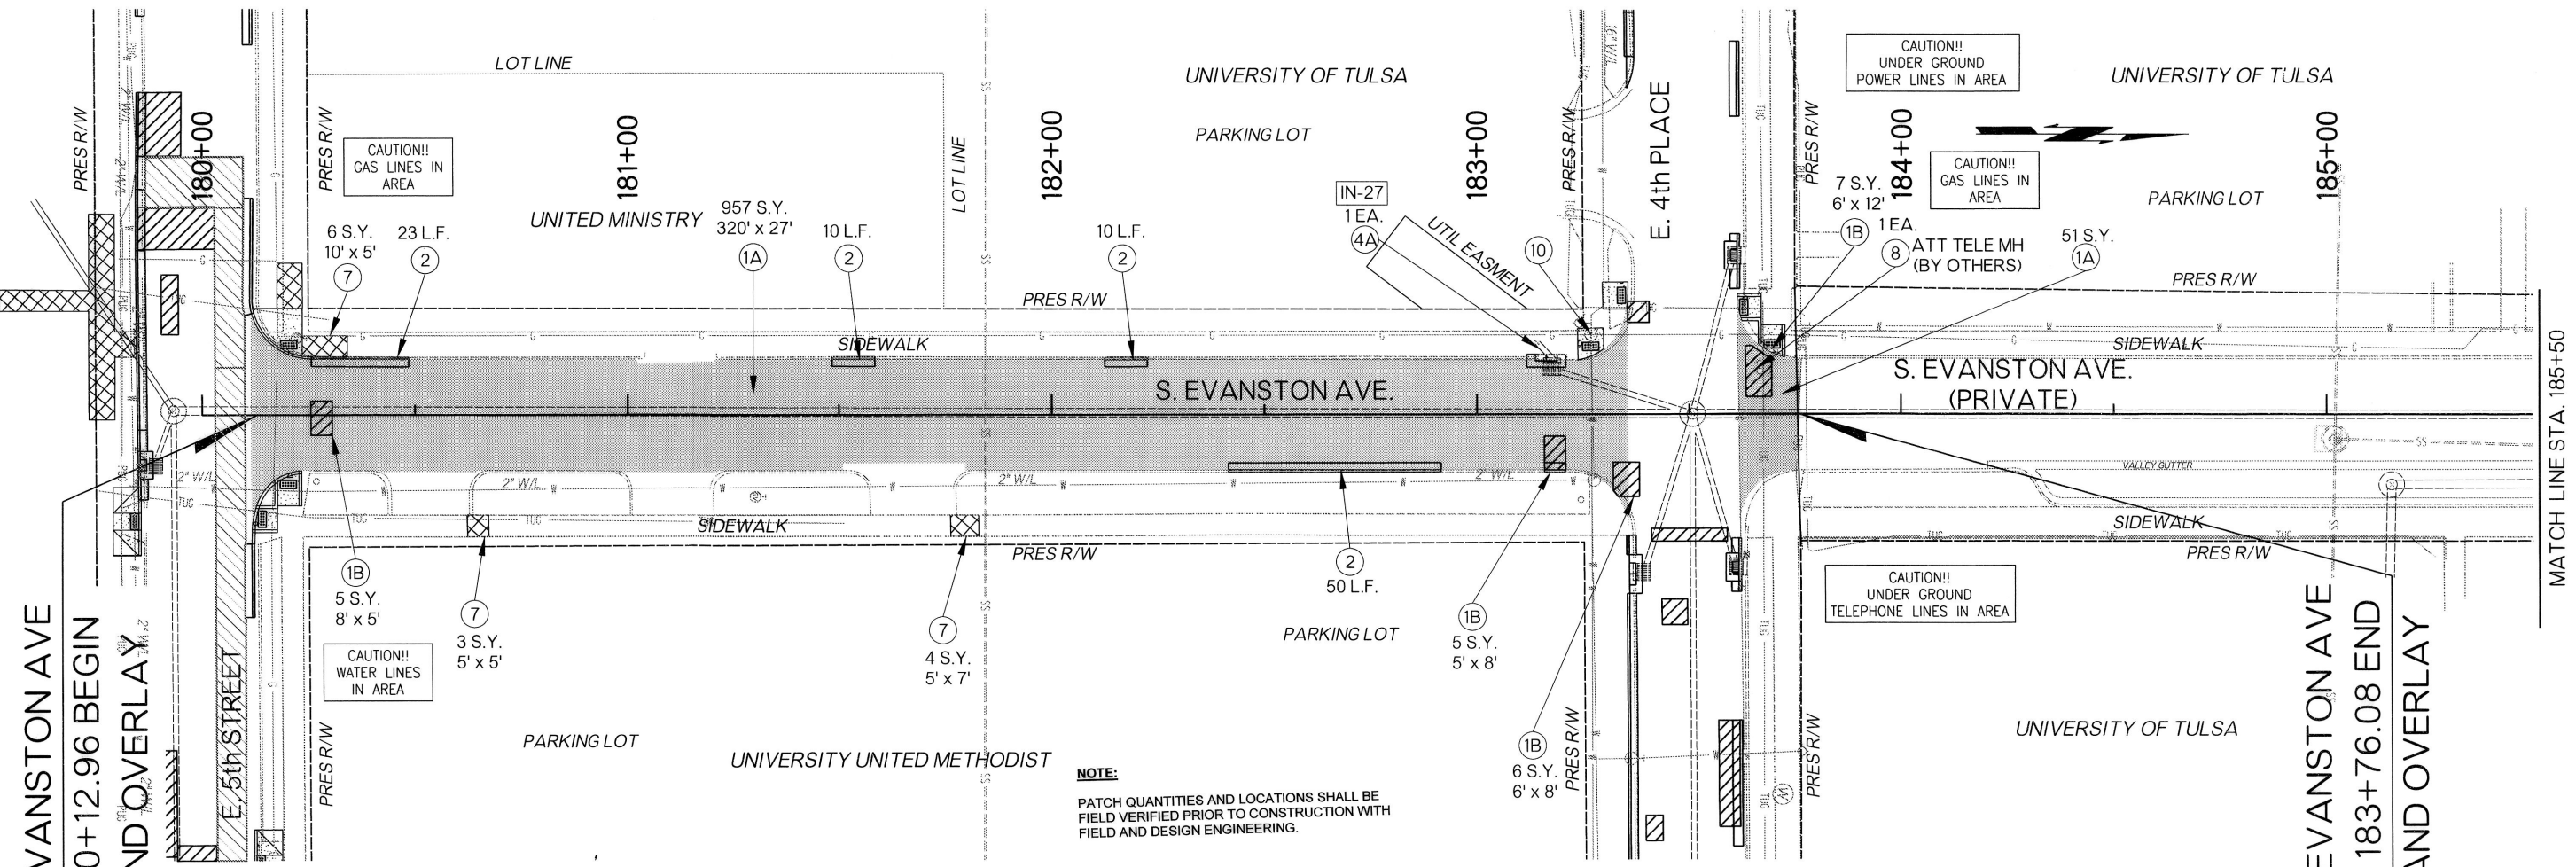 LOT LINE
UNIVERSITY OF TULSA
PARKING LOT
CAUTION!!
UNDER GROUND
POWER LINES IN AREA
UNIVERSITY OF TULSA
PRES R/W
180+00
PRES R/W
CAUTION!!
GAS LINES IN
AREA
181+00
LOT LINE
182+00
183+00
PRES R/W
16" W/L
E. 4th PLACE
PRES R/W
184+00
CAUTION!!
GAS LINES IN
AREA
PARKING LOT
185+00
2" W/L
2" W/L
UNITED MINISTRY
6 S.Y.
10' x 5'
7
23 L.F.
2
957 S.Y.
320' x 27'
1A
10 L.F.
2
10 L.F.
2
IN-27
1 EA.
4A
UTIL EASMENT
10
7 S.Y.
6' x 12'
1B
1 EA.
8
ATT TELE MH
(BY OTHERS)
51 S.Y.
1A
PRES R/W
PRES R/W
SIDEWALK
SIDEWALK
S. EVANSTON AVE.
S. EVANSTON AVE.
(PRIVATE)
MATCH LINE STA. 185+50
VALLEY GUTTER
2" W/L
2" W/L
2" W/L
2" W/L
SIDEWALK
SIDEWALK
PRES R/W
PRES R/W
1B
5 S.Y.
8' x 5'
7
3 S.Y.
5' x 5'
7
4 S.Y.
5' x 7'
2
50 L.F.
1B
5 S.Y.
5' x 8'
1B
6 S.Y.
6' x 8'
CAUTION!!
UNDER GROUND
TELEPHONE LINES IN AREA
CAUTION!!
WATER LINES
IN AREA
PARKING LOT
PARKING LOT
UNIVERSITY UNITED METHODIST
UNIVERSITY OF TULSA
E. 5th STREET
PRES R/W
PRES R/W
PRES R/W
NOTE:
PATCH QUANTITIES AND LOCATIONS SHALL BE
FIELD VERIFIED PRIOR TO CONSTRUCTION WITH
FIELD AND DESIGN ENGINEERING.
VANSTON AVE
0+12.96 BEGIN
ND OVERLAY
EVANSTON AVE
183+76.08 END
AND OVERLAY